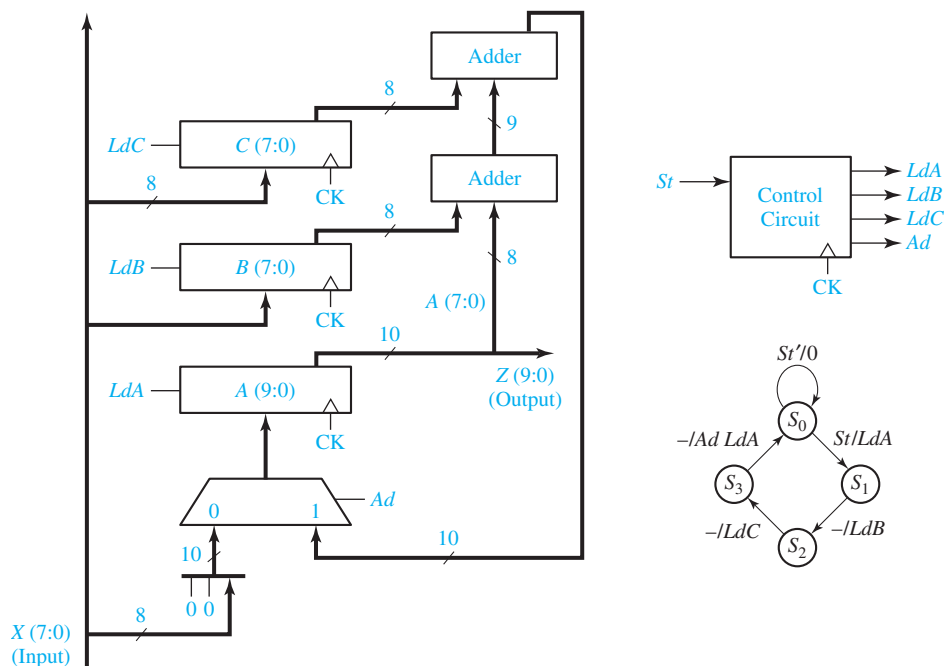 Adder
8
LdC
C (7:0)
CK
9
8
Adder
8
LdB
B (7:0)
CK
8
A (7:0)
10
LdA
A (9:0)
CK
Z (9:0)
(Output)
0
1
Ad
10
10
0 0
8
X (7:0)
(Input)
St
Control
Circuit
CK
LdA
LdB
LdC
Ad
St′/0
S0
–/Ad LdA
St/LdA
S3
S1
–/LdC
–/LdB
S2